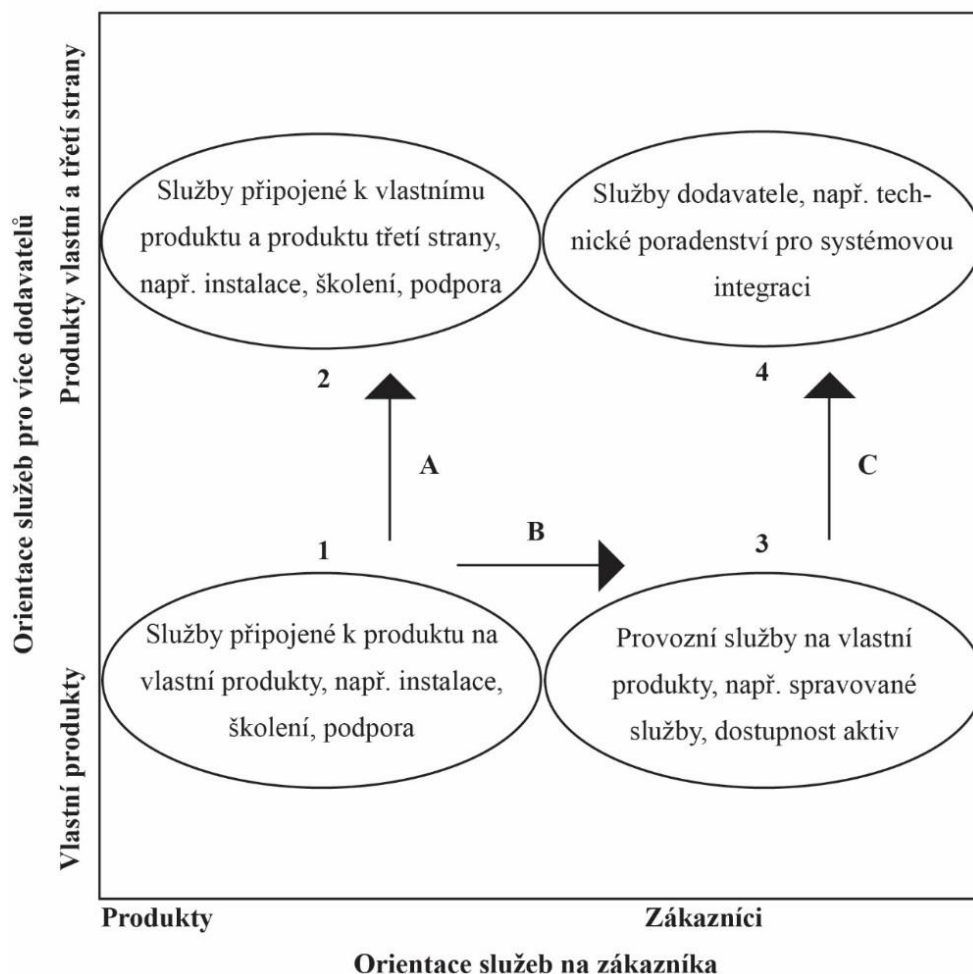 Orientace služeb pro více dodavatelů
Produkty vlastní a třetí strany
Vlastní produkty
Služby připojené k vlastnímu
produktu a produktu třetí strany,
např. instalace, školení, podpora
2
Služby dodavatele, např. tech-
nické poradenství pro systémovou
integraci
4
A
C
B
1
Služby připojené k produktu na
vlastní produkty, např. instalace,
školení, podpora
3
Provozní služby na vlastní
produkty, např. spravované
služby, dostupnost aktiv
Produkty
Zákazníci
Orientace služeb na zákazníka